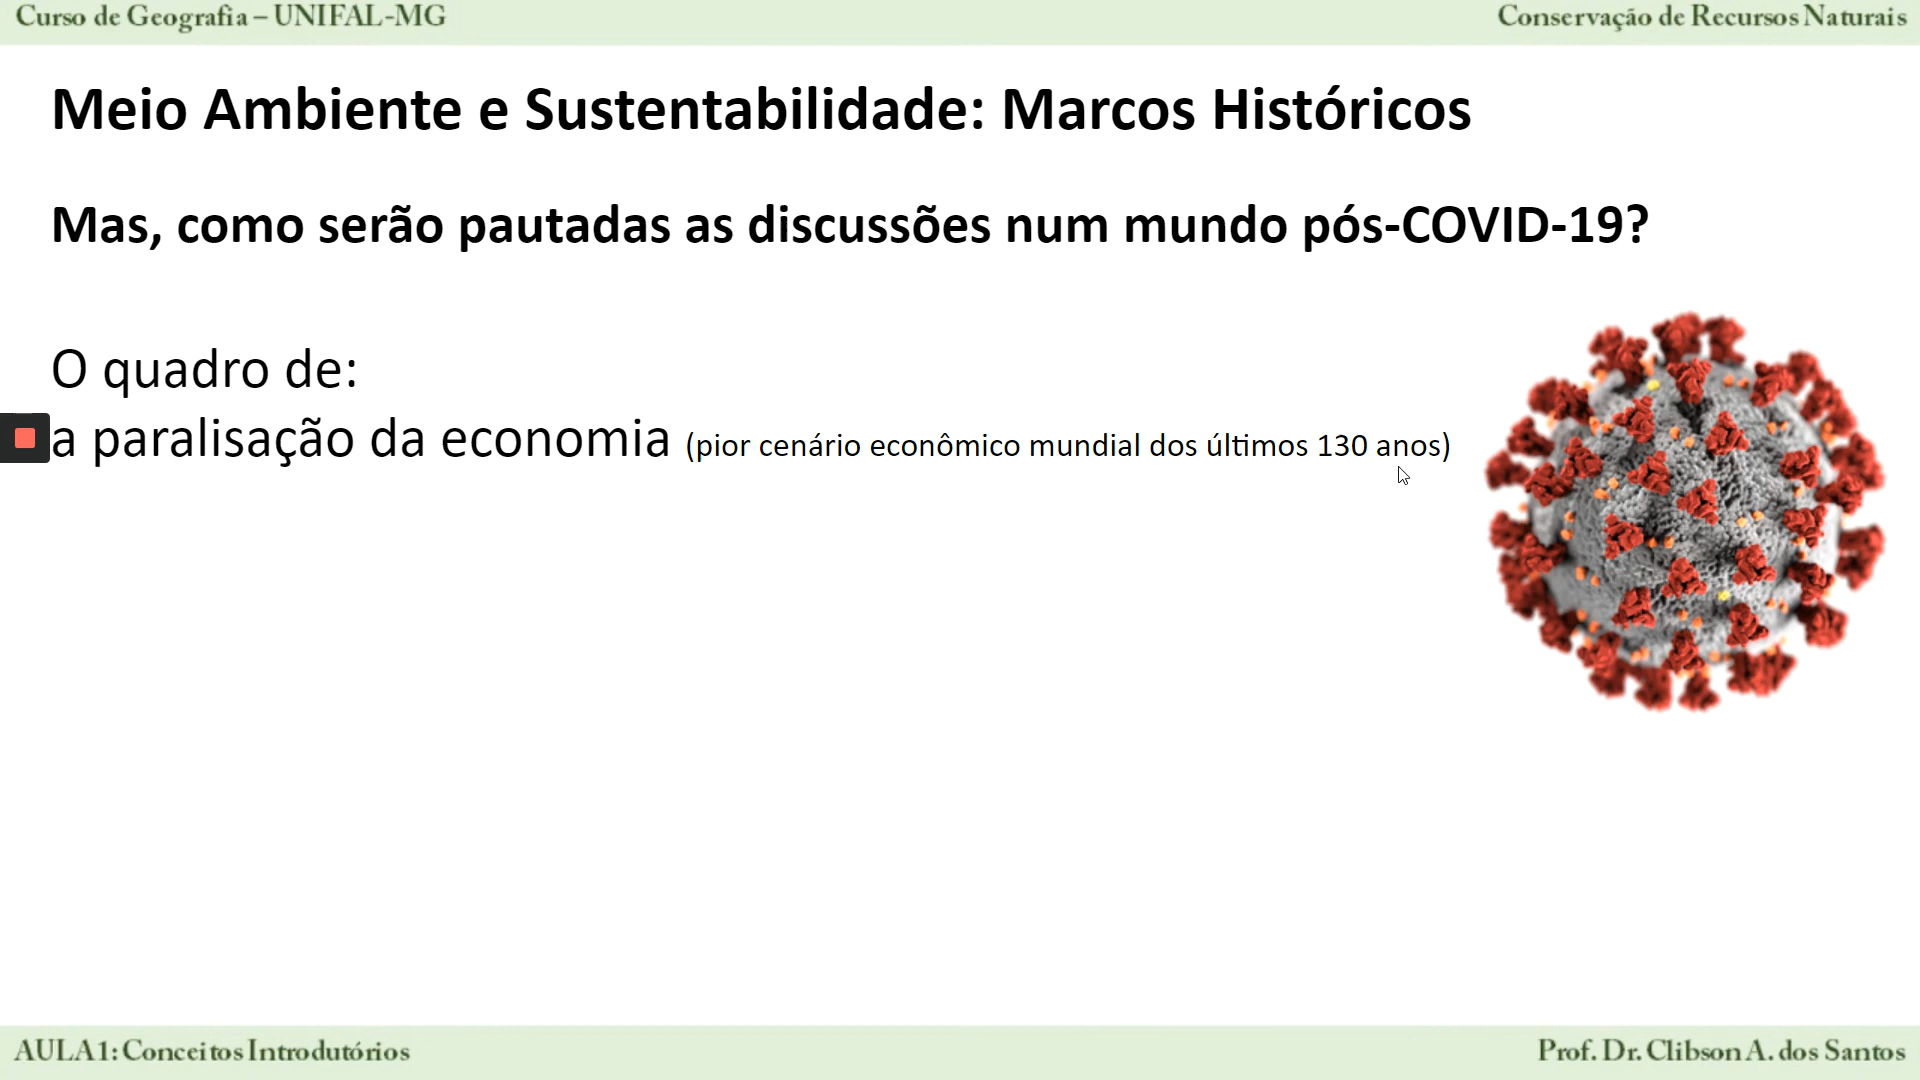 Curso de Geografia – UNIFAL-MG
Conservação de Recursos Naturais
Meio Ambiente e Sustentabilidade: Marcos Históricos
Mas, como serão pautadas as discussões num mundo pós-COVID-19?
O quadro de:
a paralisação da economia (pior cenário econômico mundial dos últimos 130 anos)
AULA 1: Conceitos Introdutórios
Prof. Dr. Clibson A. dos Santos